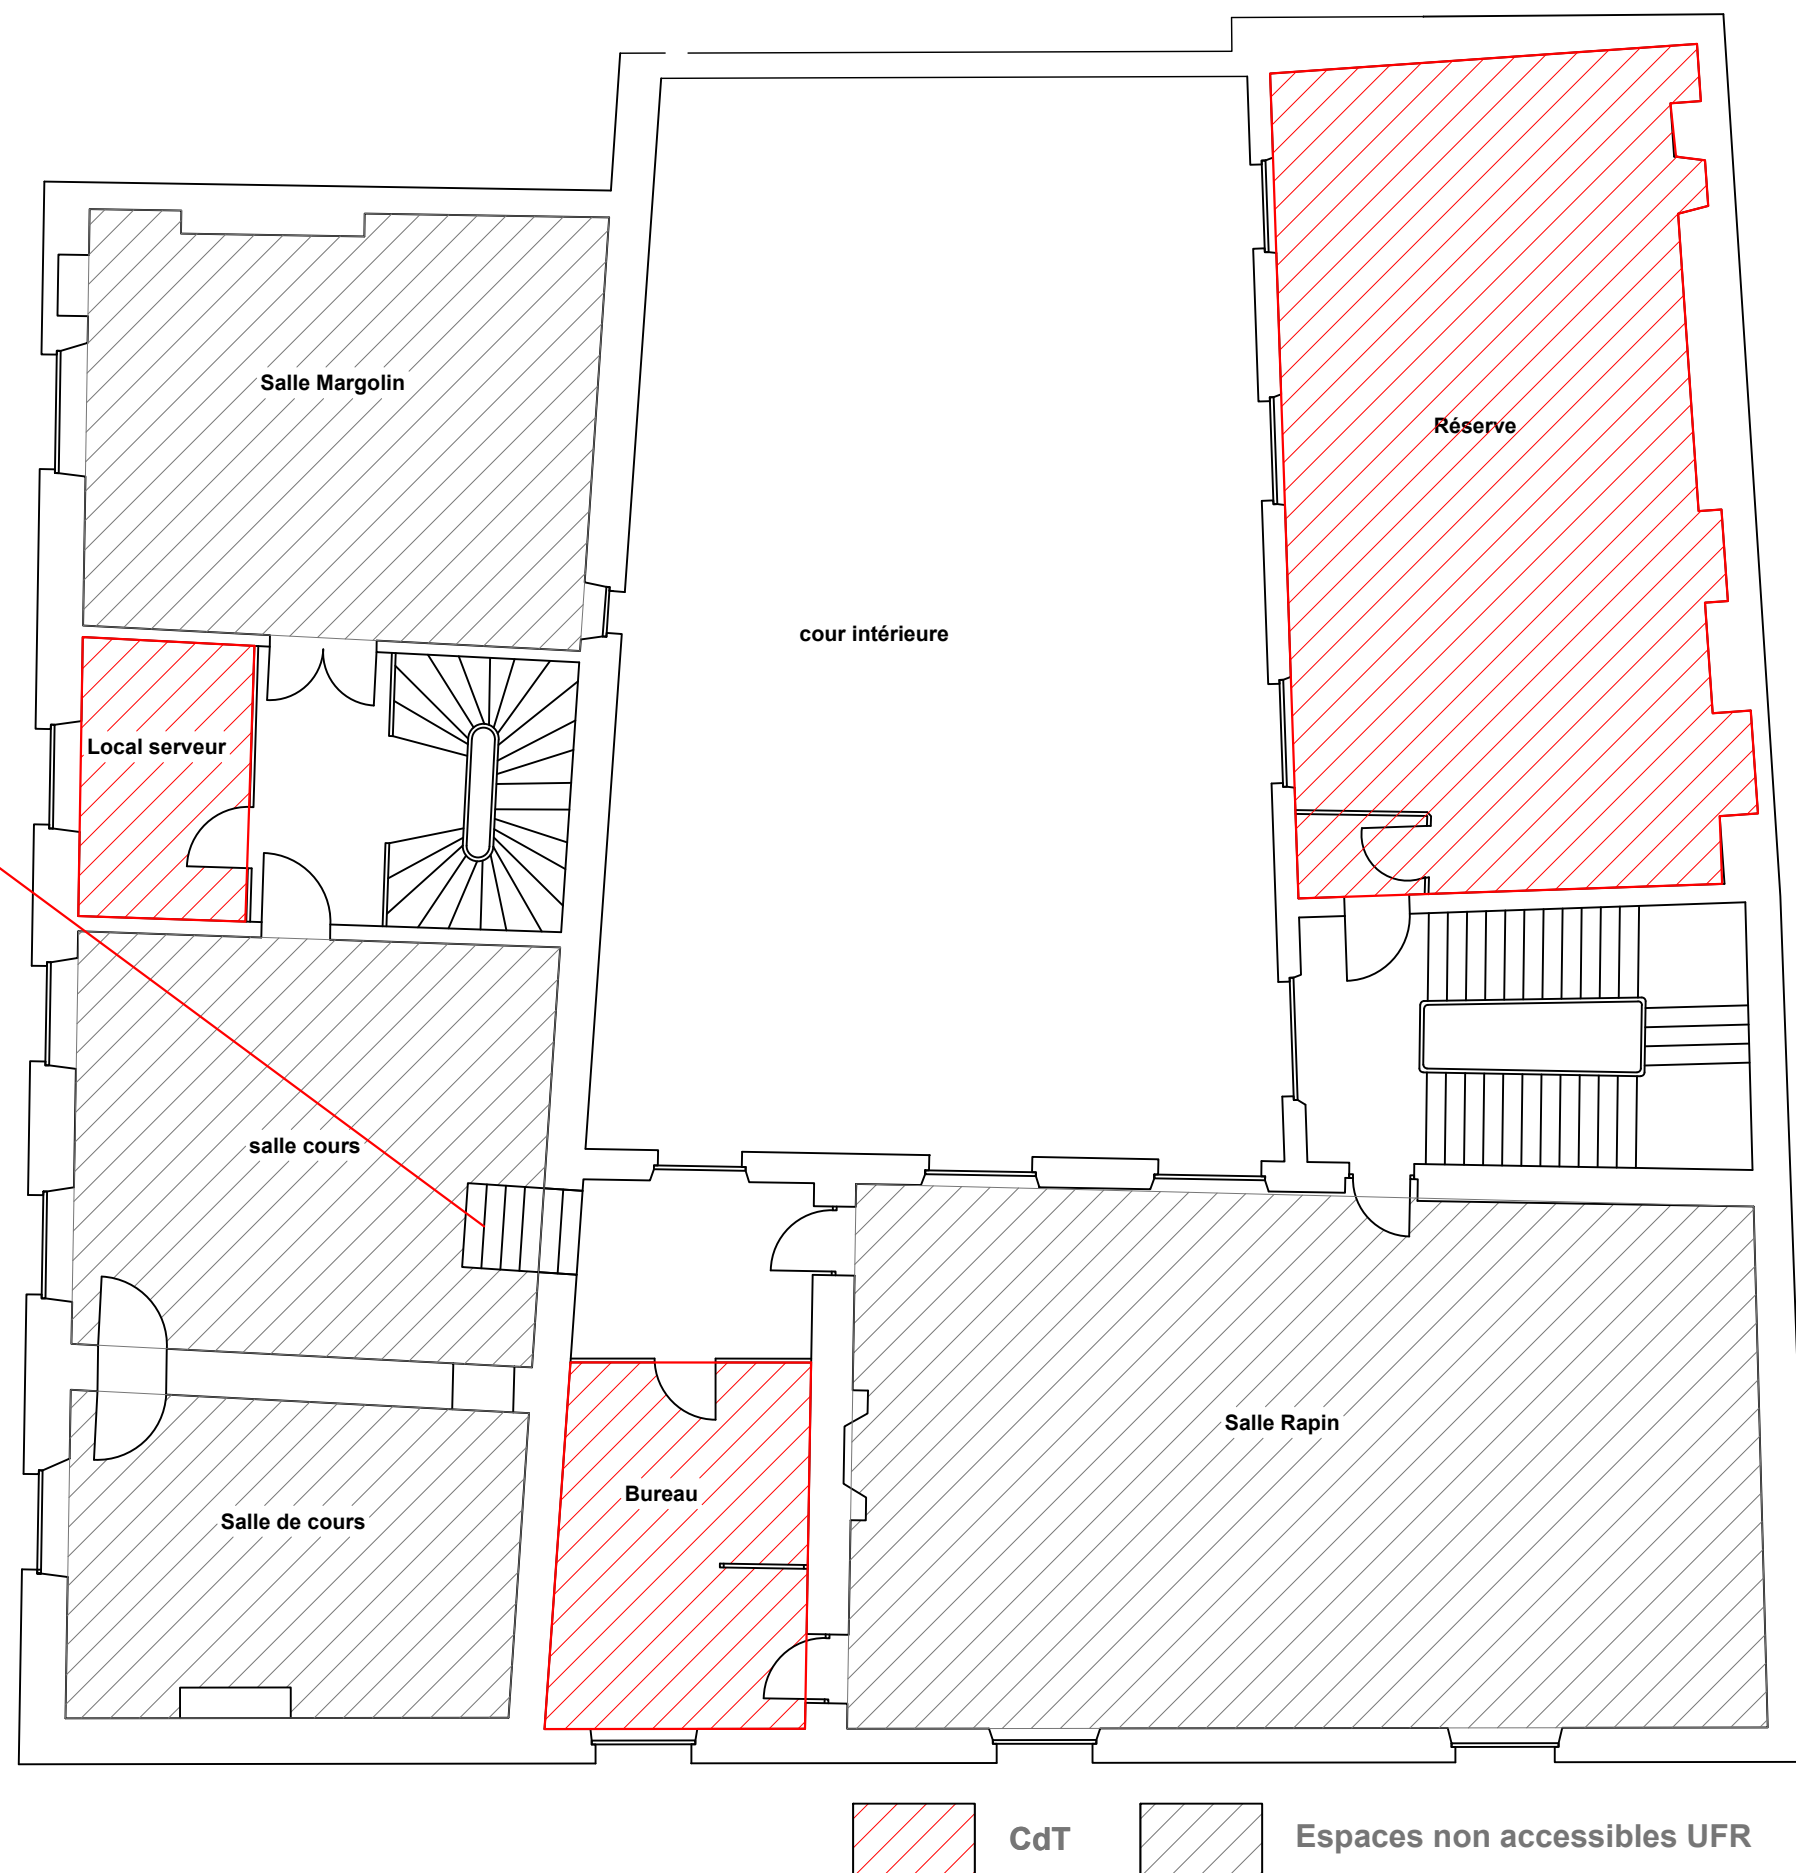 Salle Margolin
Réserve
cour intérieure
Local serveur
salle cours
Salle Rapin
Bureau
Salle de cours
CdT
Espaces non accessibles UFR